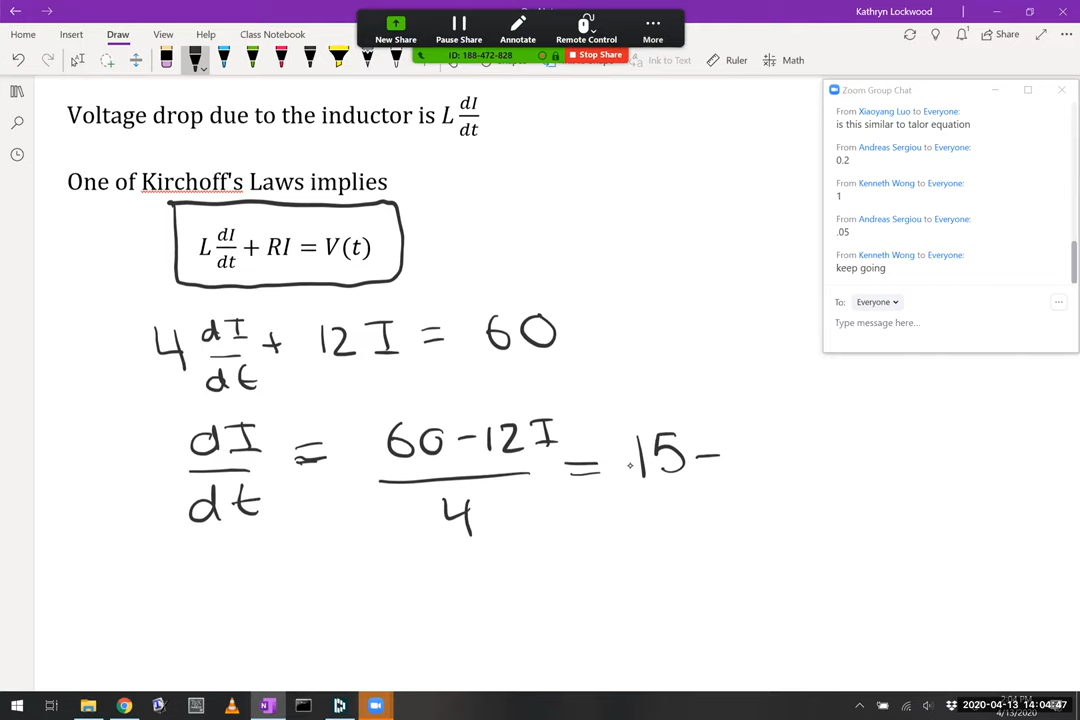 Kathryn Lockwood
Home Insert Draw View Help Class Notebook
New Share Pause Share Annotate Remote Control More
ID: 188-472-828 Stop Share
Share
Ink to Text Ruler Math
Voltage drop due to the inductor is L dI/dt
One of Kirchoff's Laws implies
L dI/dt + RI = V(t)
4 dI/dt + 12 I = 60
dI/dt = 60-12I/4 = 15 -
Zoom Group Chat
From Xiaoyang Luo to Everyone:
is this similar to talor equation
From Andreas Sergiou to Everyone:
0.2
From Kenneth Wong to Everyone:
1
From Andreas Sergiou to Everyone:
.05
From Kenneth Wong to Everyone:
keep going
To: Everyone
Type message here...
2020-04-13 14:04:47